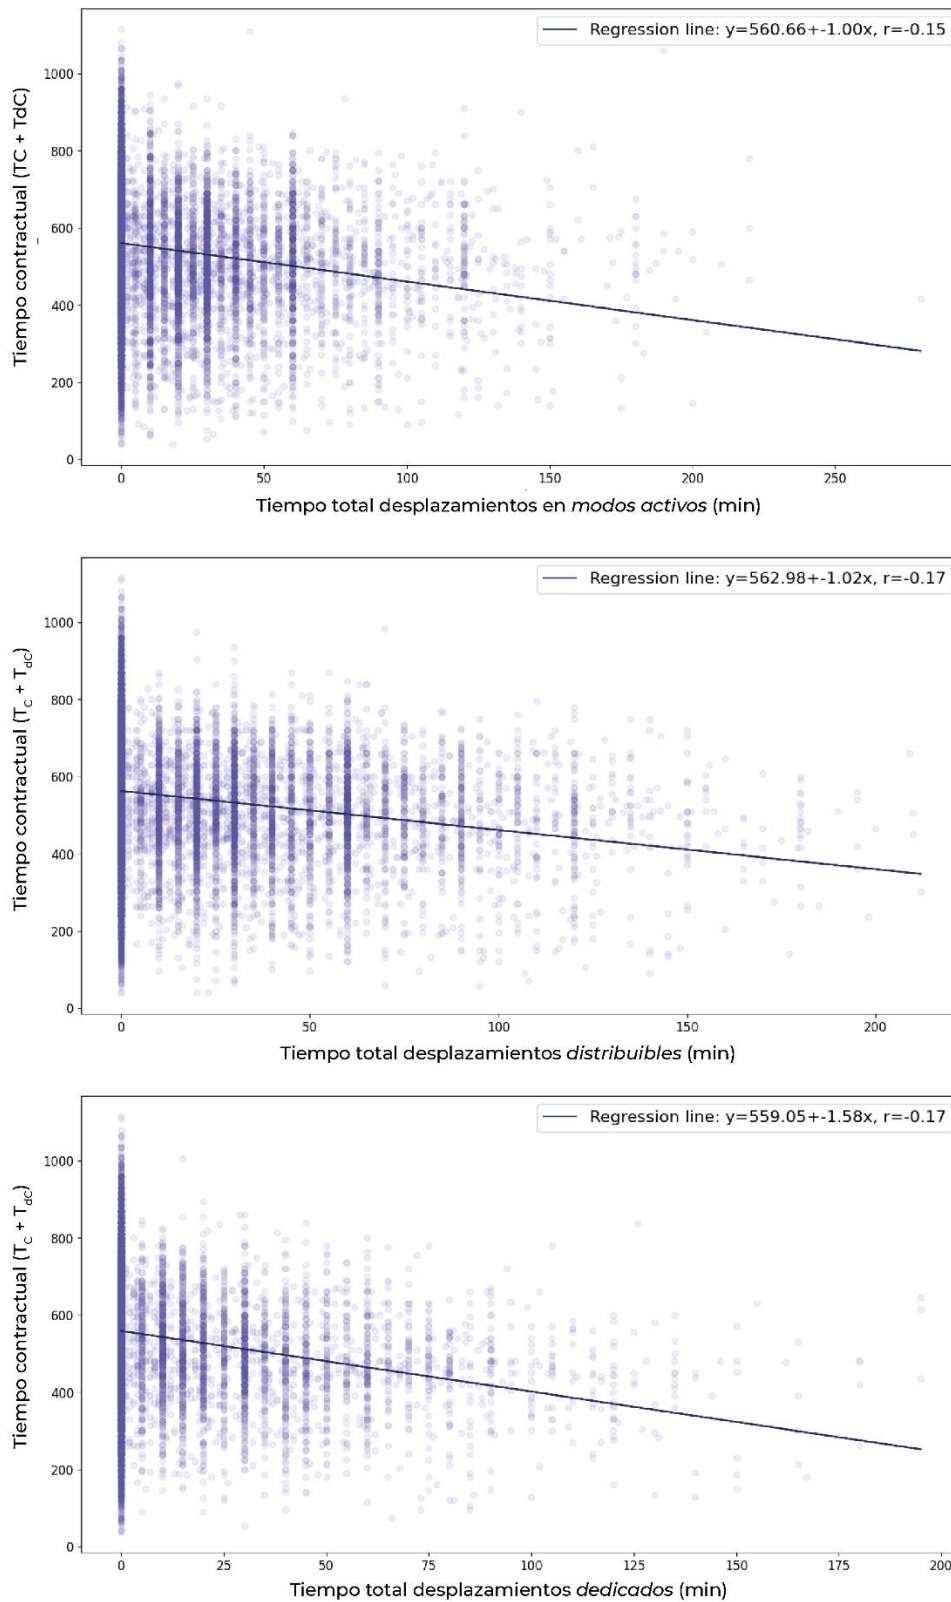 Regression line: y=560.66+-1.00x, r=-0.15
Tiempo contractual (TC + TdC)
1000
800
600
400
200
0
0 50 100 150 200 250
Tiempo total desplazamientos en modos activos (min)
Regression line: y=562.98+-1.02x, r=-0.17
Tiempo contractual (T_C + T_dC)
1000
800
600
400
200
0
0 50 100 150 200
Tiempo total desplazamientos distribuibles (min)
Regression line: y=559.05+-1.58x, r=-0.17
Tiempo contractual (T_C + T_dC)
1000
800
600
400
200
0
0 25 50 75 100 125 150 175 200
Tiempo total desplazamientos dedicados (min)